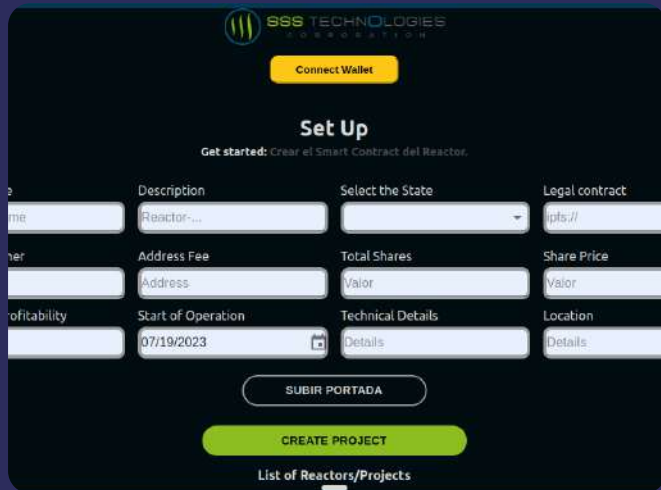 SSS TECHNOLOGIES
CORPORATION
Connect Wallet
Set Up
Get started: Crear el Smart Contract del Reactor.
Description Select the State Legal contract
Reactor-... ipfs://
Address Fee Total Shares Share Price
Address Valor Valor
Start of Operation Technical Details Location
07/19/2023 Details Details
SUBIR PORTADA
CREATE PROJECT
List of Reactors/Projects